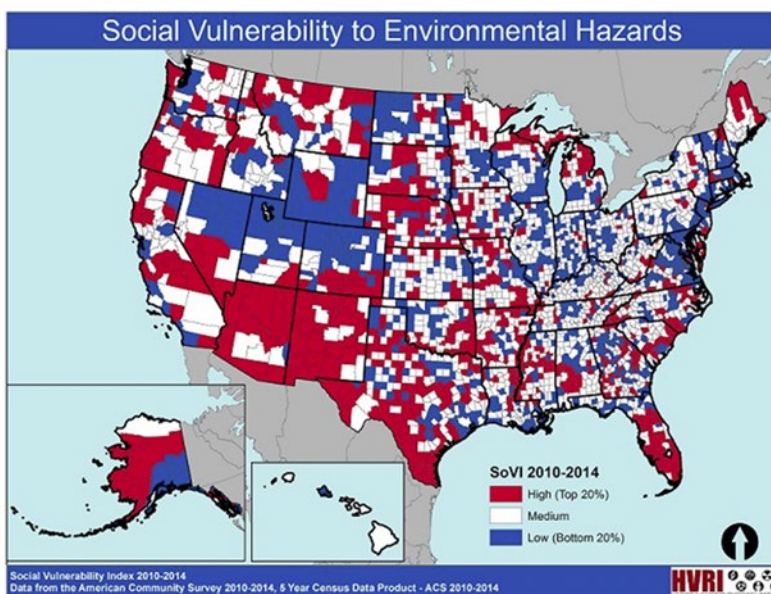 Social Vulnerability to Environmental Hazards
SoVI 2010-2014
High (Top 20%)
Medium
Low (Bottom 20%)
Social Vulnerability Index 2010-2014
Data from the American Community Survey 2010-2014, 5 Year Census Data Product - ACS 2010-2014
HVRI